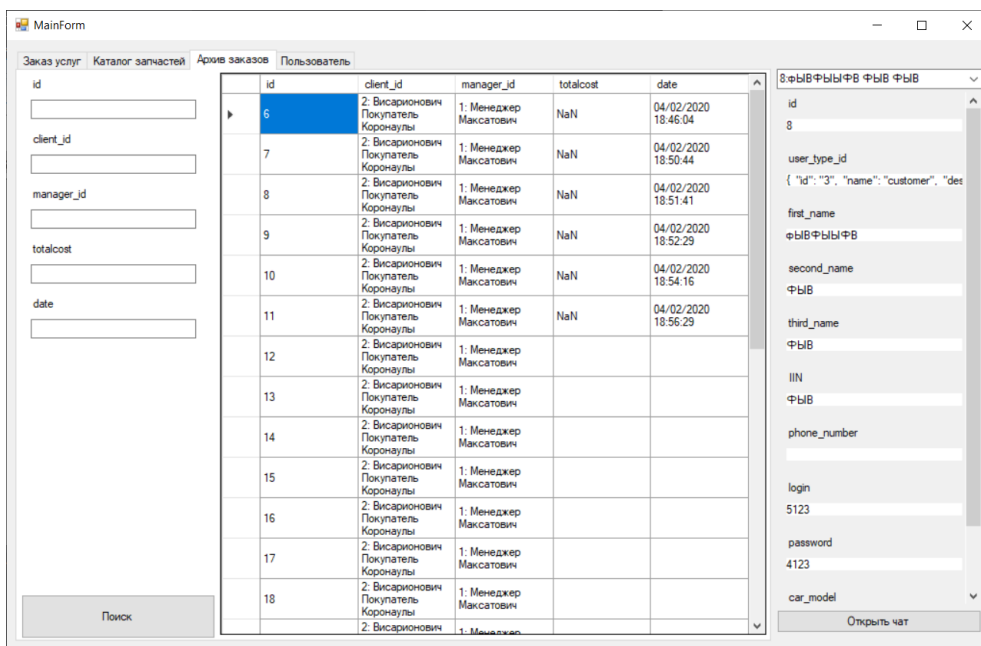 MainForm
Заказ услуг Каталог запчастей Архив заказов Пользователь
id
client_id
manager_id
totalcost
date
Поиск
id client_id manager_id totalcost date
6 2: Висарионович Покупатель Коронаулы 1: Менеджер Максатович NaN 04/02/2020 18:46:04
7 2: Висарионович Покупатель Коронаулы 1: Менеджер Максатович NaN 04/02/2020 18:50:44
8 2: Висарионович Покупатель Коронаулы 1: Менеджер Максатович NaN 04/02/2020 18:51:41
9 2: Висарионович Покупатель Коронаулы 1: Менеджер Максатович NaN 04/02/2020 18:52:29
10 2: Висарионович Покупатель Коронаулы 1: Менеджер Максатович NaN 04/02/2020 18:54:16
11 2: Висарионович Покупатель Коронаулы 1: Менеджер Максатович NaN 04/02/2020 18:56:29
12 2: Висарионович Покупатель Коронаулы 1: Менеджер Максатович
13 2: Висарионович Покупатель Коронаулы 1: Менеджер Максатович
14 2: Висарионович Покупатель Коронаулы 1: Менеджер Максатович
15 2: Висарионович Покупатель Коронаулы 1: Менеджер Максатович
16 2: Висарионович Покупатель Коронаулы 1: Менеджер Максатович
17 2: Висарионович Покупатель Коронаулы 1: Менеджер Максатович
18 2: Висарионович Покупатель Коронаулы 1: Менеджер Максатович
2: Висарионович 1: Менеджер
8:фЫВФЫЫФВ ФЫВ ФЫВ
id
8
user_type_id
{ "id": "3", "name": "customer", "des
first_name
фЫВФЫЫФВ
second_name
ФЫВ
third_name
ФЫВ
IIN
ФЫВ
phone_number
login
5123
password
4123
car_model
Открыть чат